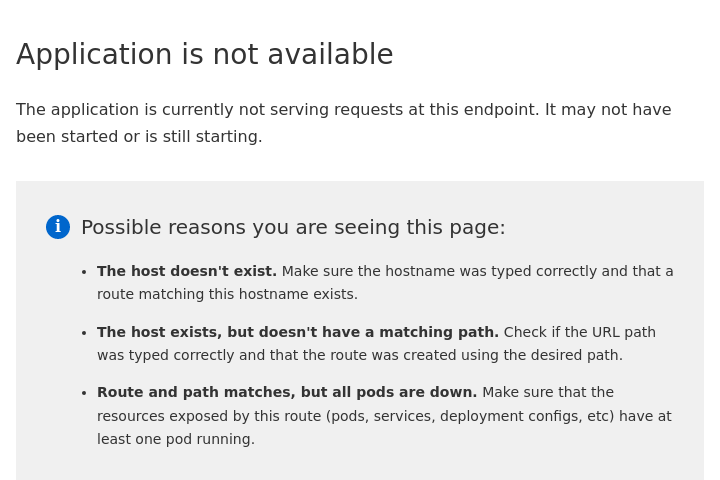 Application is not available
The application is currently not serving requests at this endpoint. It may not have
been started or is still starting.
i Possible reasons you are seeing this page:
• The host doesn't exist. Make sure the hostname was typed correctly and that a
route matching this hostname exists.
• The host exists, but doesn't have a matching path. Check if the URL path
was typed correctly and that the route was created using the desired path.
• Route and path matches, but all pods are down. Make sure that the
resources exposed by this route (pods, services, deployment configs, etc) have at
least one pod running.